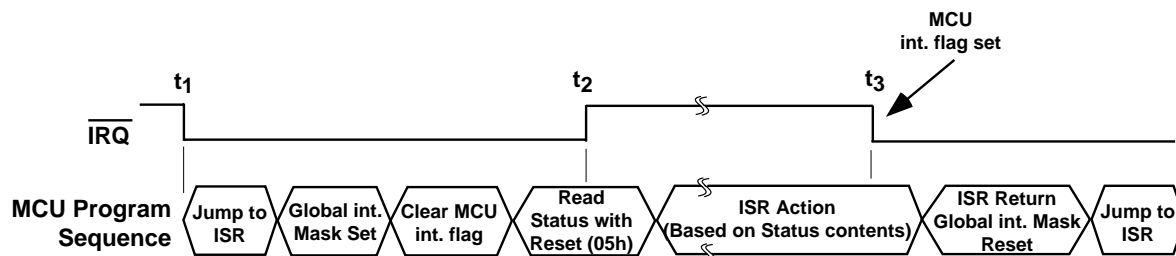 MCU
int. flag set
t1
t2
t3
IRQ
MCU Program
Sequence
Jump to
ISR
Global int.
Mask Set
Clear MCU
int. flag
Read
Status with
Reset (05h)
ISR Action
(Based on Status contents)
ISR Return
Global int. Mask
Reset
Jump to
ISR